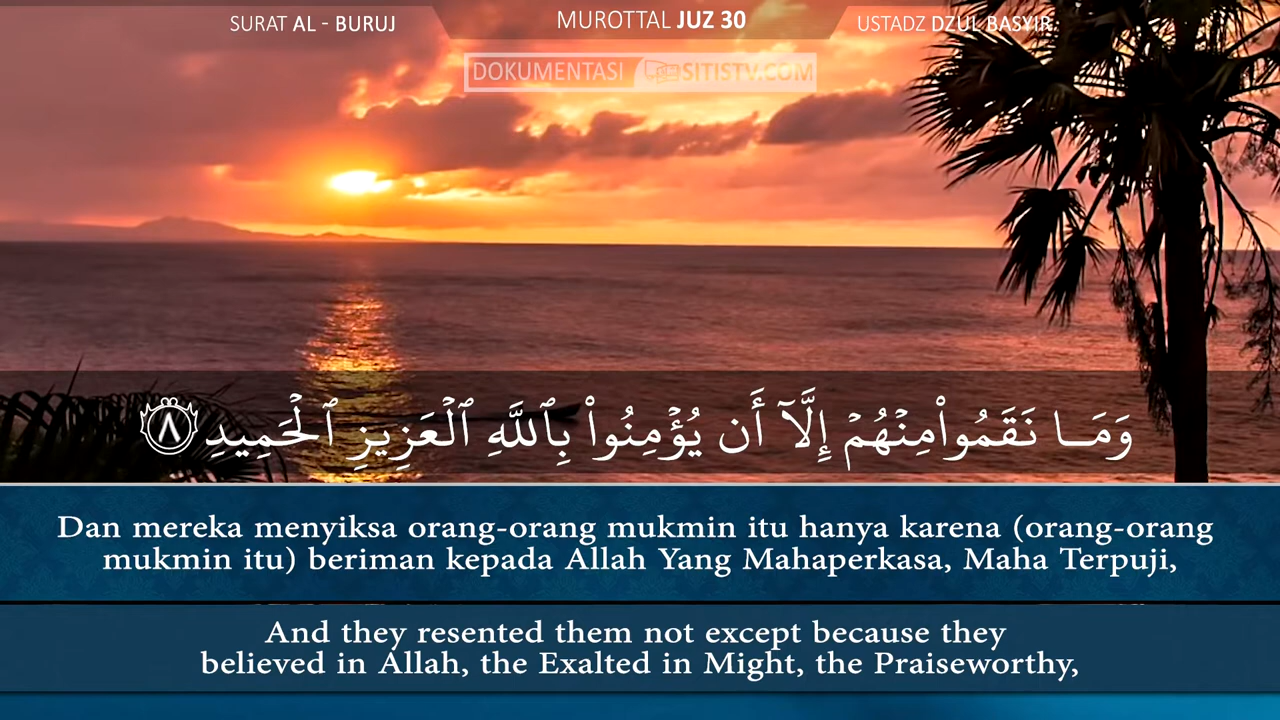 SURAT AL - BURUJ
MUROTTAL JUZ 30
USTADZ DZUL BASYIR
DOKUMENTASI SITISTV.COM
وَمَا نَقَمُوا۟ مِنْهُمْ إِلَّآ أَن يُؤْمِنُوا۟ بِٱللَّهِ ٱلْعَزِيزِ ٱلْحَمِيدِ ٨
Dan mereka menyiksa orang-orang mukmin itu hanya karena (orang-orang
mukmin itu) beriman kepada Allah Yang Mahaperkasa, Maha Terpuji,
And they resented them not except because they
believed in Allah, the Exalted in Might, the Praiseworthy,